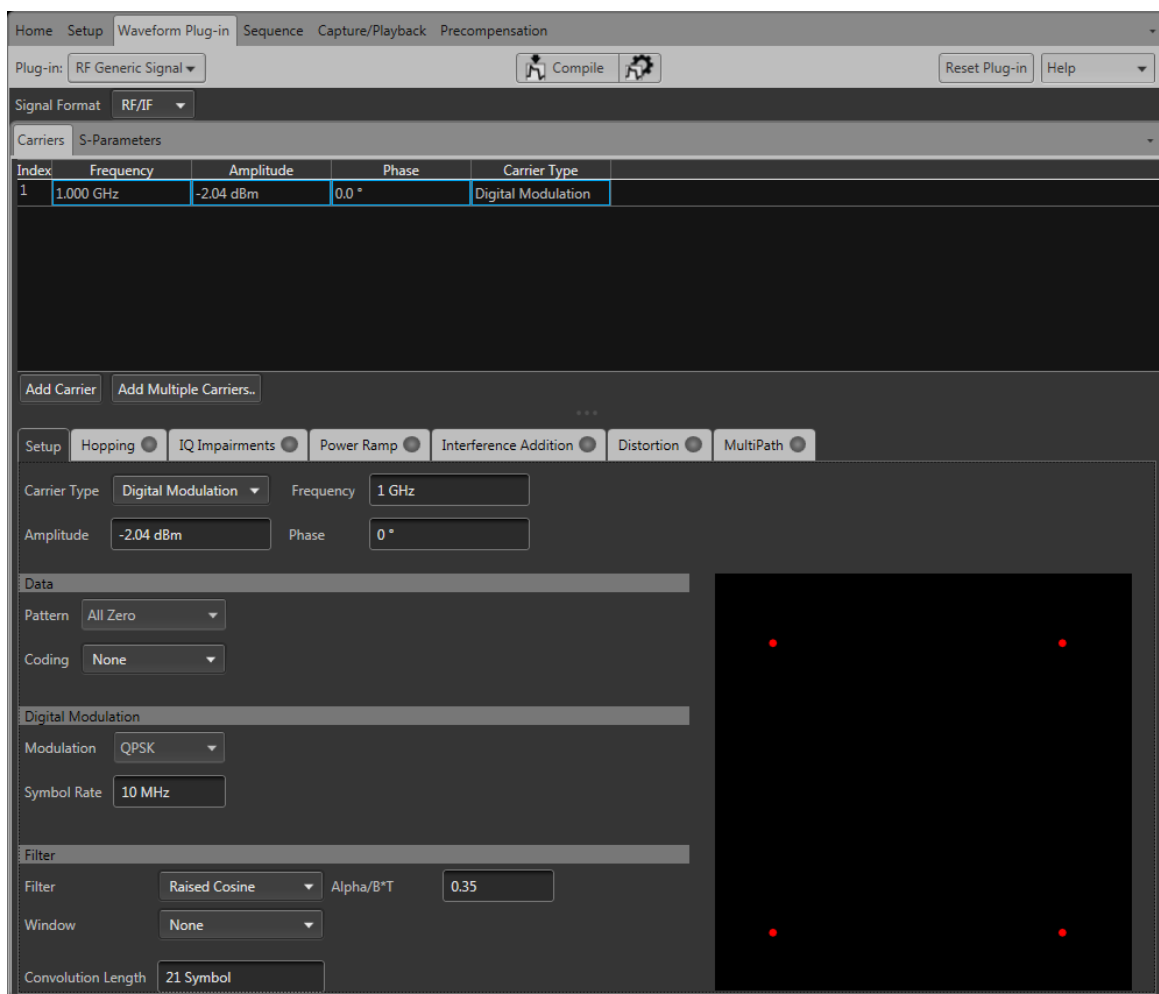 Home Setup Waveform Plug-in Sequence Capture/Playback Precompensation
Plug-in: RF Generic Signal Compile Reset Plug-in Help
Signal Format RF/IF
Carriers S-Parameters
Index Frequency Amplitude Phase Carrier Type
1 1.000 GHz -2.04 dBm 0.0 ° Digital Modulation
Add Carrier Add Multiple Carriers..
Setup Hopping IQ Impairments Power Ramp Interference Addition Distortion MultiPath
Carrier Type Digital Modulation Frequency 1 GHz
Amplitude -2.04 dBm Phase 0 °
Data
Pattern All Zero
Coding None
Digital Modulation
Modulation QPSK
Symbol Rate 10 MHz
Filter
Filter Raised Cosine Alpha/B*T 0.35
Window None
Convolution Length 21 Symbol